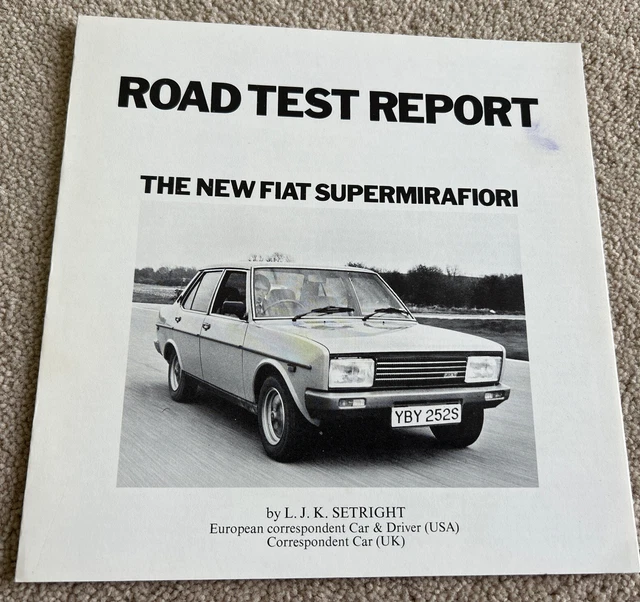 ROAD TEST REPORT
THE NEW FIAT SUPERMIRAFIORI
YBY 252S
by L. J. K. SETRIGHT
European correspondent Car & Driver (USA)
Correspondent Car (UK)